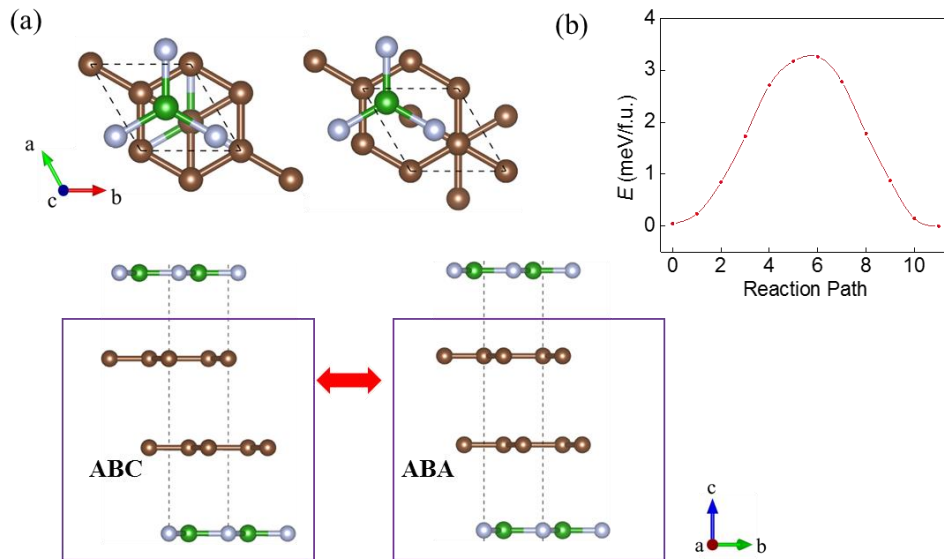 (a)
a
c
b
ABC
ABA
c
a
b
(b)
E (meV/f.u.)
4
3
2
1
0
0 2 4 6 8 10
Reaction Path